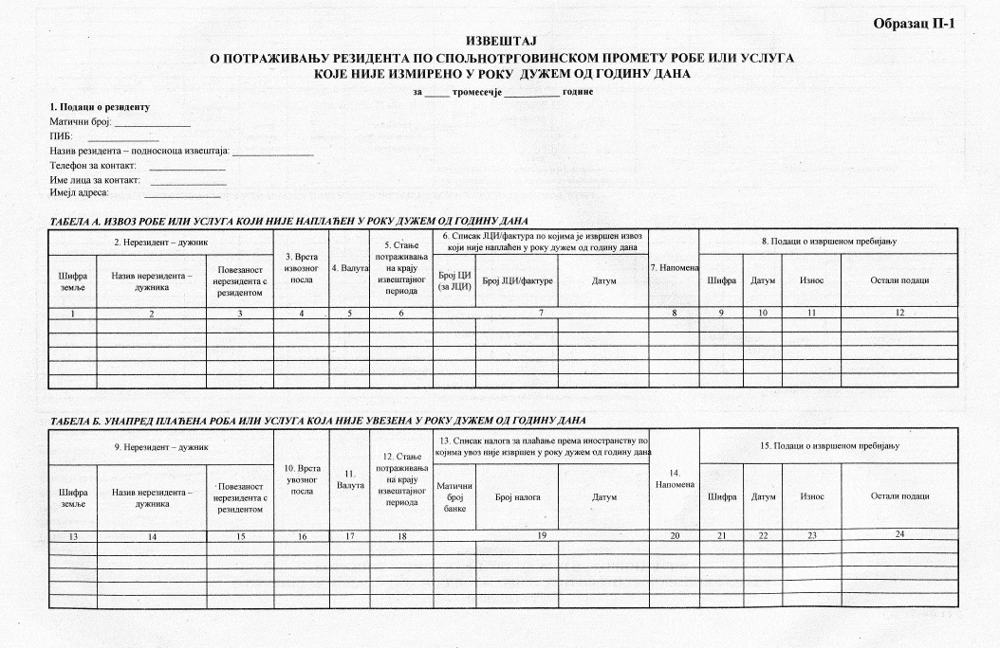 Образац П-1
ИЗВЕШТАЈ
О ПОТРАЖИВАЊУ РЕЗИДЕНТА ПО СПОЉНОТРГОВИНСКОМ ПРОМЕТУ РОБЕ ИЛИ УСЛУГА
КОЈЕ НИЈЕ ИЗМИРЕНО У РОКУ ДУЖЕМ ОД ГОДИНУ ДАНА
за _____ тромесечје ___________ године
1. Подаци о резиденту
Матични број: _______________
ПИБ: ______________
Назив резидента – подносиоца извештаја: ________________
Телефон за контакт: _______________
Име лица за контакт: _______________
Имејл адреса: _______________
ТАБЕЛА А. ИЗВОЗ РОБЕ ИЛИ УСЛУГА КОЈИ НИЈЕ НАПЛАЋЕН У РОКУ ДУЖЕМ ОД ГОДИНУ ДАНА
2. Нерезидент – дужник
Шифра
земље
Назив нерезидента –
дужника
Повезаност
нерезидента с
резидентом
3. Врста
извозног
посла
4. Валута
5. Стање
потраживања
на крају
извештајног
периода
6. Списак ЈЦИ/фактура по којима је извршен извоз
који није наплаћен у року дужем од годину дана
Број ЦИ
(за ЈЦИ)
Број ЈЦИ/фактуре
Датум
7. Напомена
8. Подаци о извршеном пребијању
Шифра
Датум
Износ
Остали подаци
1 2 3 4 5 6 7 8 9 10 11 12
ТАБЕЛА Б. УНАПРЕД ПЛАЋЕНА РОБА ИЛИ УСЛУГА КОЈА НИЈЕ УВЕЗЕНА У РОКУ ДУЖЕМ ОД ГОДИНУ ДАНА
9. Нерезидент – дужник
Шифра
земље
Назив нерезидента –
дужника
Повезаност
нерезидента с
резидентом
10. Врста
увозног
посла
11.
Валута
12. Стање
потраживања
на крају
извештајног
периода
13. Списак налога за плаћање према иностранству по
којима увоз није извршен у року дужем од годину дана
Матични
број
банке
Број налога
Датум
14.
Напомена
15. Подаци о извршеном пребијању
Шифра
Датум
Износ
Остали подаци
13 14 15 16 17 18 19 20 21 22 23 24